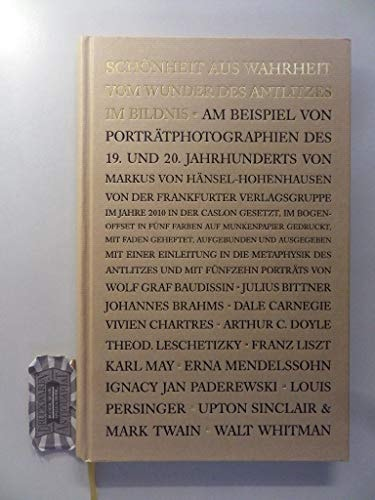 SCHÖNHEIT AUS WAHRHEIT
VOM WUNDER DES ANTLITZES
IM BILDNIS · AM BEISPIEL VON
PORTRÄTPHOTOGRAPHIEN DES
19. UND 20. JAHRHUNDERTS VON
MARKUS VON HÄNSEL-HOHENHAUSEN
VON DER FRANKFURTER VERLAGSGRUPPE
IM JAHRE 2010 IN DER CASLON GESETZT, IM BOGEN-
OFFSET IN FÜNF FARBEN AUF MUNKENPAPIER GEDRUCKT,
MIT FADEN GEHEFTET, AUFGEBUNDEN UND AUSGEGEBEN
MIT EINER EINLEITUNG IN DIE METAPHYSIK DES
ANTLITZES UND MIT FÜNFZEHN PORTRÄTS VON
WOLF GRAF BAUDISSIN · JULIUS BITTNER
JOHANNES BRAHMS · DALE CARNEGIE
VIVIEN CHARTRES · ARTHUR C. DOYLE
THEOD. LESCHETIZKY · FRANZ LISZT
KARL MAY · ERNA MENDELSSOHN
IGNACY JAN PADEREWSKI · LOUIS
PERSINGER · UPTON SINCLAIR &
MARK TWAIN · WALT WHITMAN